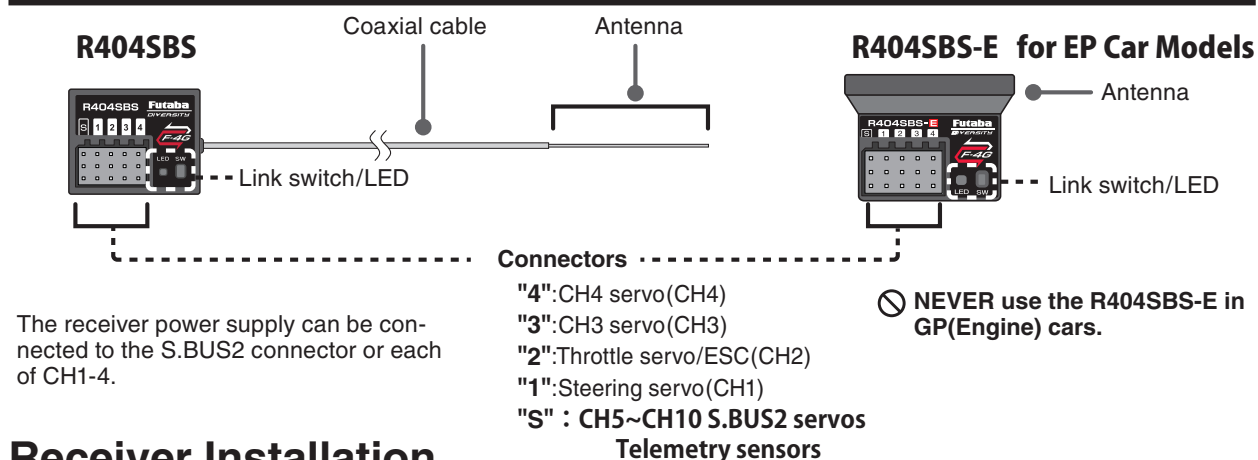 R404SBS
Coaxial cable
Antenna
R404SBS-E for EP Car Models
Antenna
R404SBS Futaba
DIVERSITY
S 1 2 3 4
F-4G
LED SW
Link switch/LED
R404SBS-E Futaba
DIVERSITY
S 1 2 3 4
F-4G
LED SW
Link switch/LED
Connectors
"4":CH4 servo(CH4)
"3":CH3 servo(CH3)
"2":Throttle servo/ESC(CH2)
"1":Steering servo(CH1)
"S" : CH5~CH10 S.BUS2 servos
Telemetry sensors
NEVER use the R404SBS-E in
GP(Engine) cars.
The receiver power supply can be con-
nected to the S.BUS2 connector or each
of CH1-4.
Receiver Installation